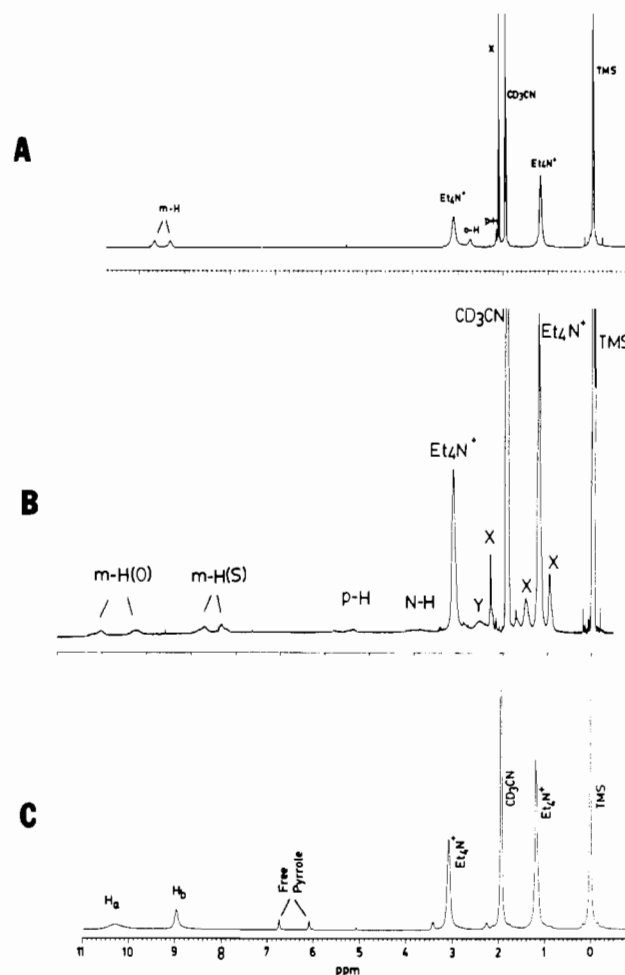 A
m-H
Et4N+
o-H
p-H
X
CD3CN
Et4N+
TMS
B
m-H(O)
m-H(S)
p-H
N-H
Et4N+
Y
X
CD3CN
X
Et4N+
X
TMS
C
Ha
Hb
Free
Pyrrole
Et4N+
CD3CN
Et4N+
TMS
11 10 9 8 7 6 5 4 3 2 1 0
ppm